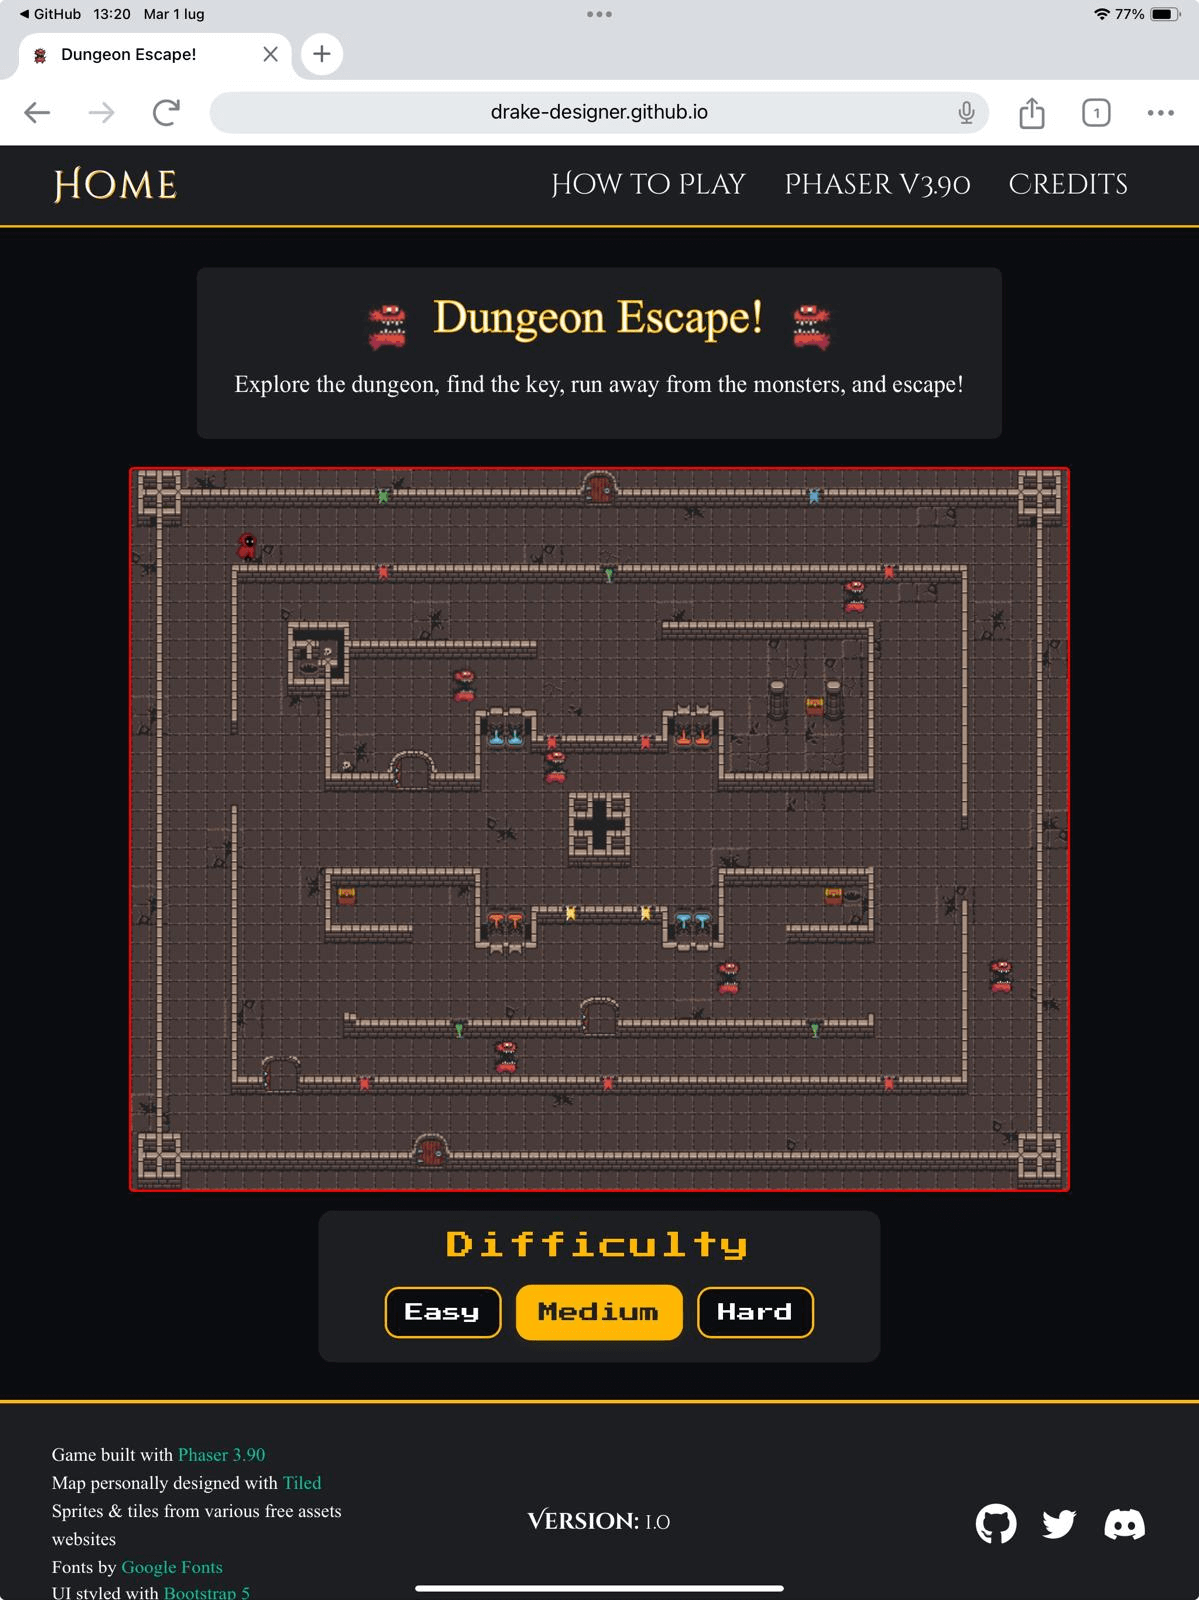 GitHub 13:20 Mar 1 lug
77%
Dungeon Escape!
drake-designer.github.io
1
Home
How to Play
Phaser v3.90
Credits
Dungeon Escape!
Explore the dungeon, find the key, run away from the monsters, and escape!
Difficulty
Easy
Medium
Hard
Game built with Phaser 3.90
Map personally designed with Tiled
Sprites & tiles from various free assets
websites
Fonts by Google Fonts
UI styled with Bootstrap 5
Version: 1.0